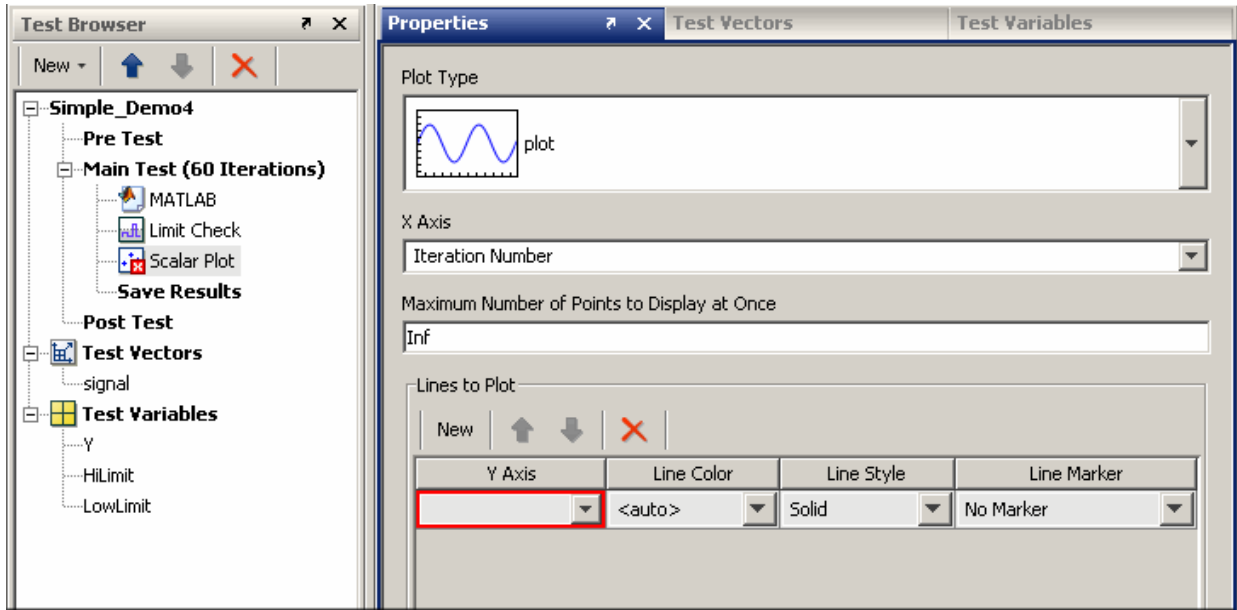 Test Browser
New
Simple_Demo4
Pre Test
Main Test (60 Iterations)
MATLAB
Limit Check
Scalar Plot
Save Results
Post Test
Test Vectors
signal
Test Variables
Y
HiLimit
LowLimit
Properties
Test Vectors
Test Variables
Plot Type
plot
X Axis
Iteration Number
Maximum Number of Points to Display at Once
Inf
Lines to Plot
New
Y Axis Line Color Line Style Line Marker
<auto> Solid No Marker